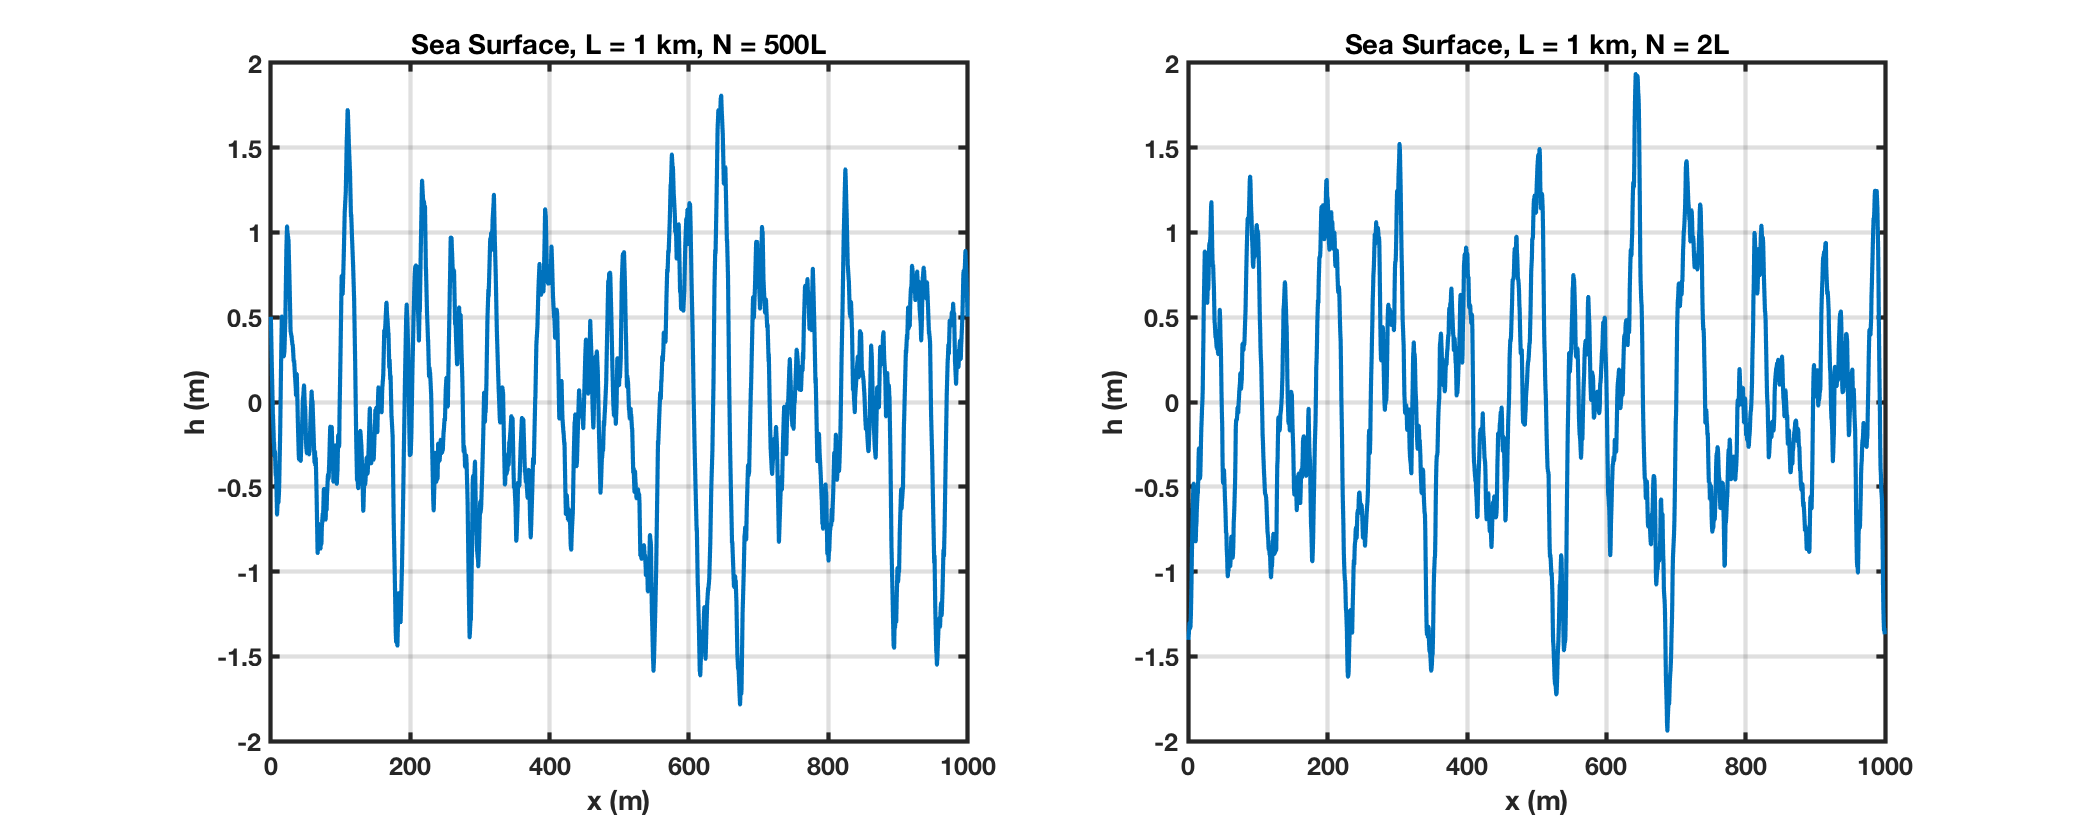 Sea Surface, L = 1 km, N = 500L
2
1.5
1
0.5
0
-0.5
-1
-1.5
-2
h (m)
0 200 400 600 800 1000
x (m)
Sea Surface, L = 1 km, N = 2L
2
1.5
1
0.5
0
-0.5
-1
-1.5
-2
h (m)
0 200 400 600 800 1000
x (m)